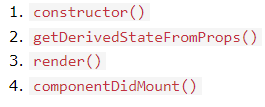 1. constructor()
2. getDerivedStateFromProps()
3. render()
4. componentDidMount()